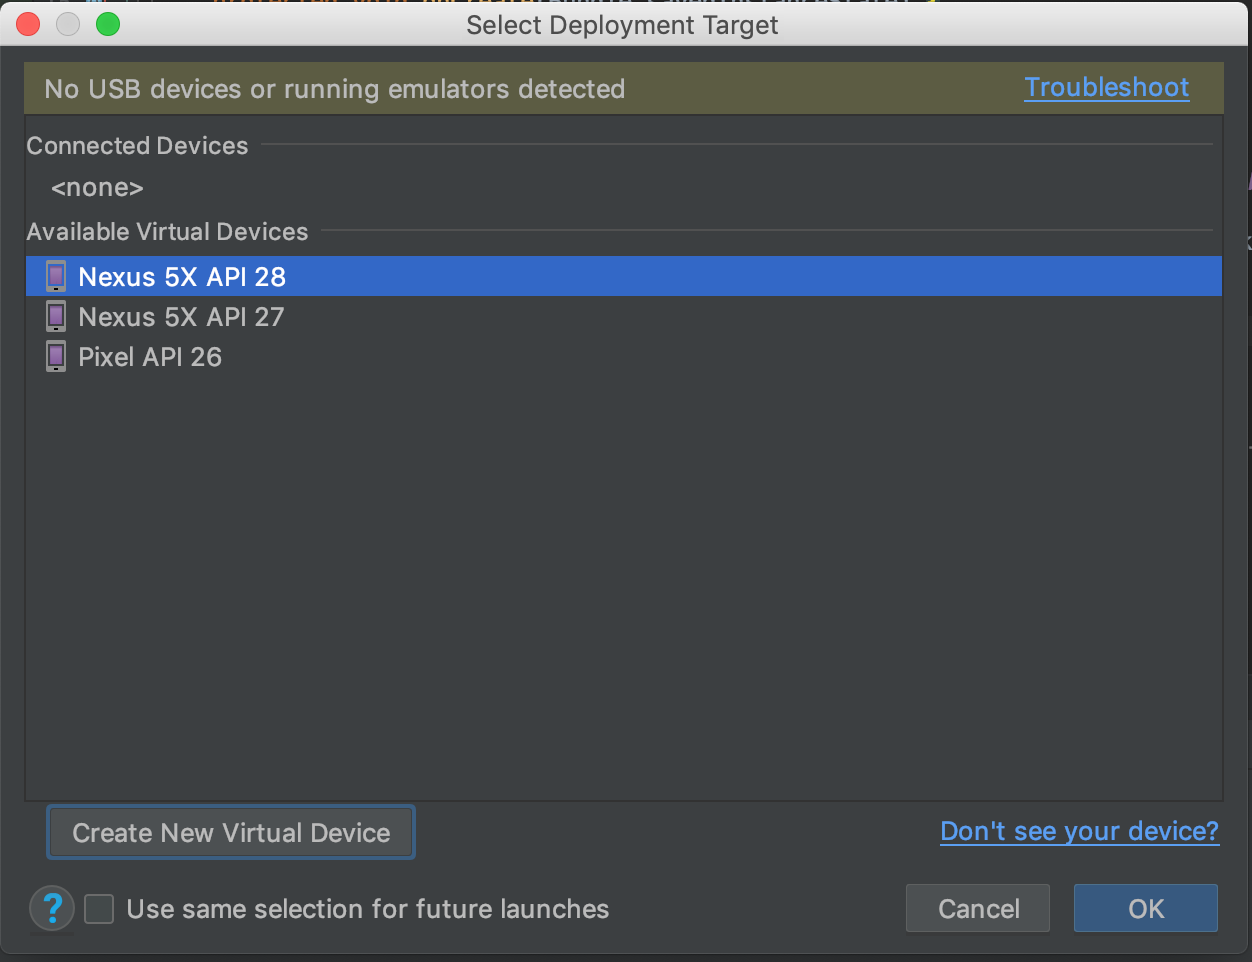 Select Deployment Target
No USB devices or running emulators detected
Troubleshoot
Connected Devices
<none>
Available Virtual Devices
Nexus 5X API 28
Nexus 5X API 27
Pixel API 26
Create New Virtual Device
Don't see your device?
? Use same selection for future launches
Cancel
OK